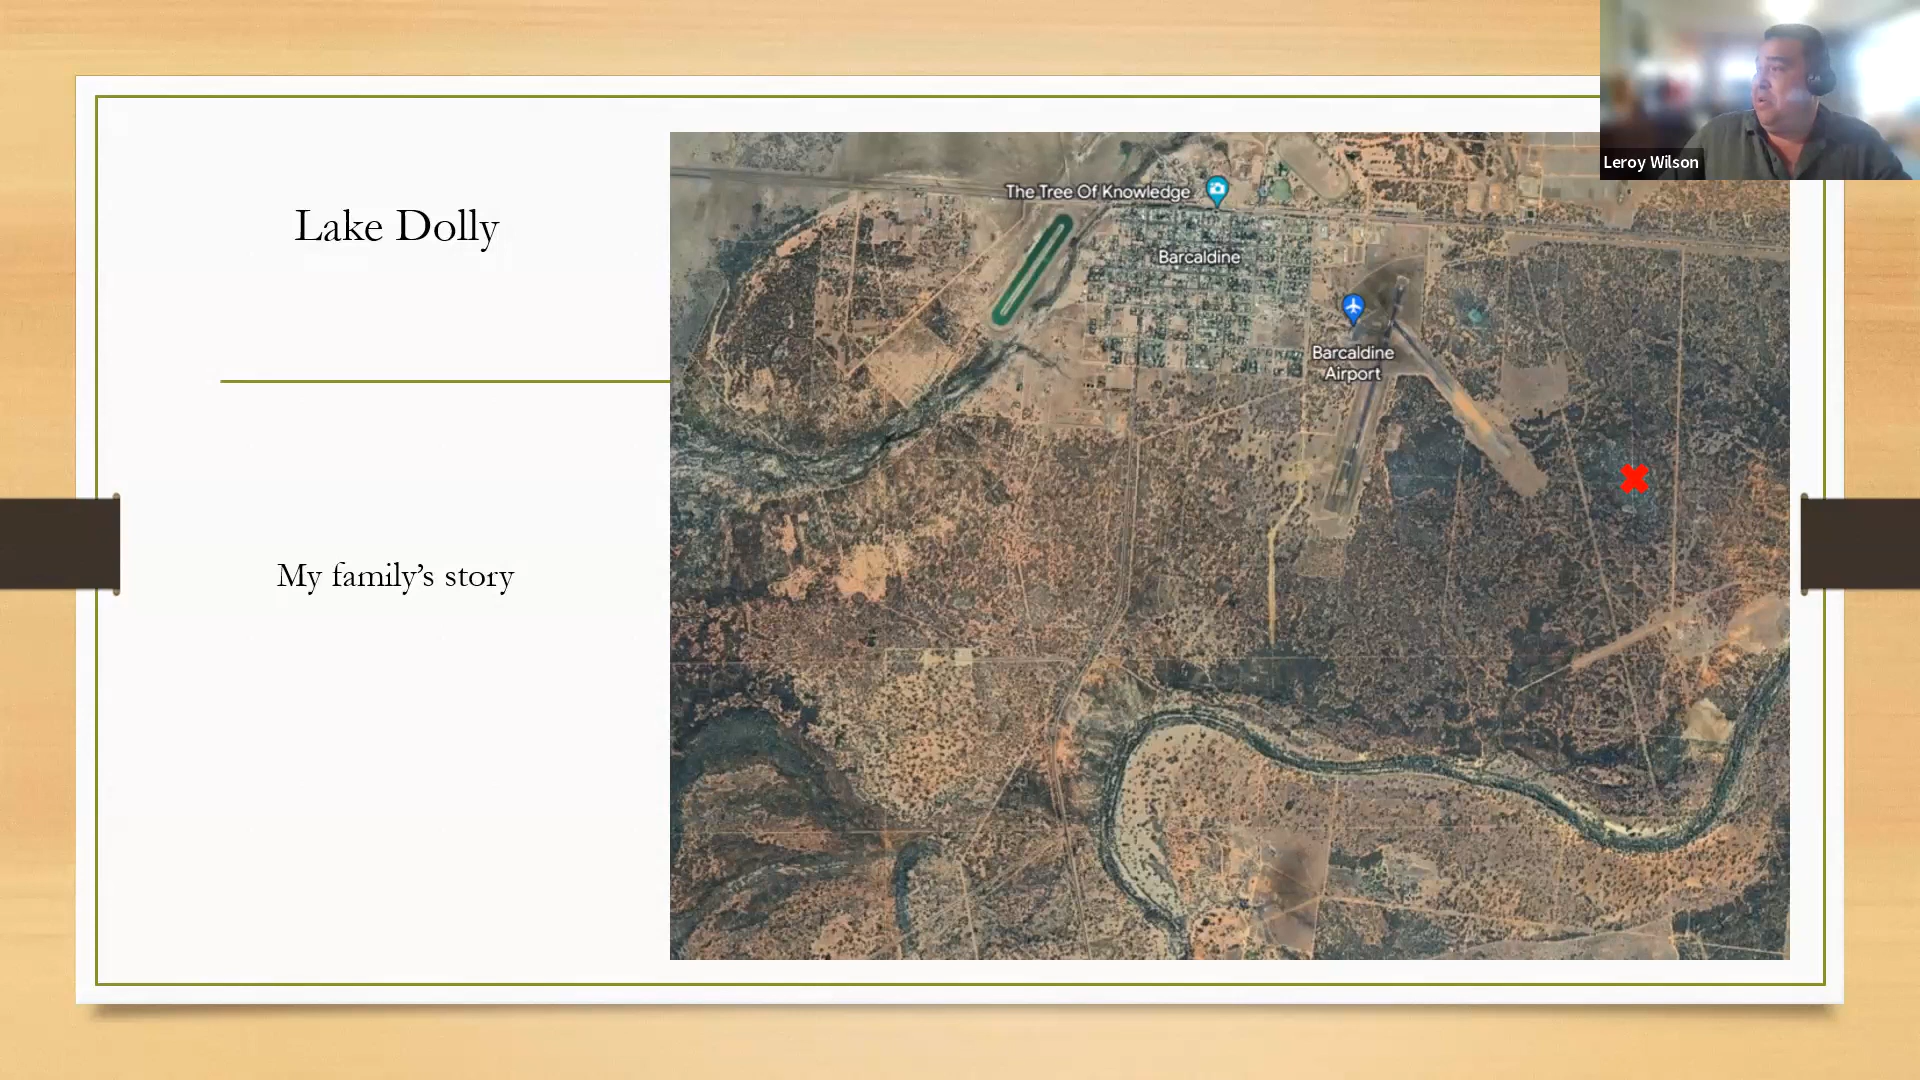 Leroy Wilson
Lake Dolly
My family’s story
The Tree Of Knowledge
Barcaldine
Barcaldine
Airport